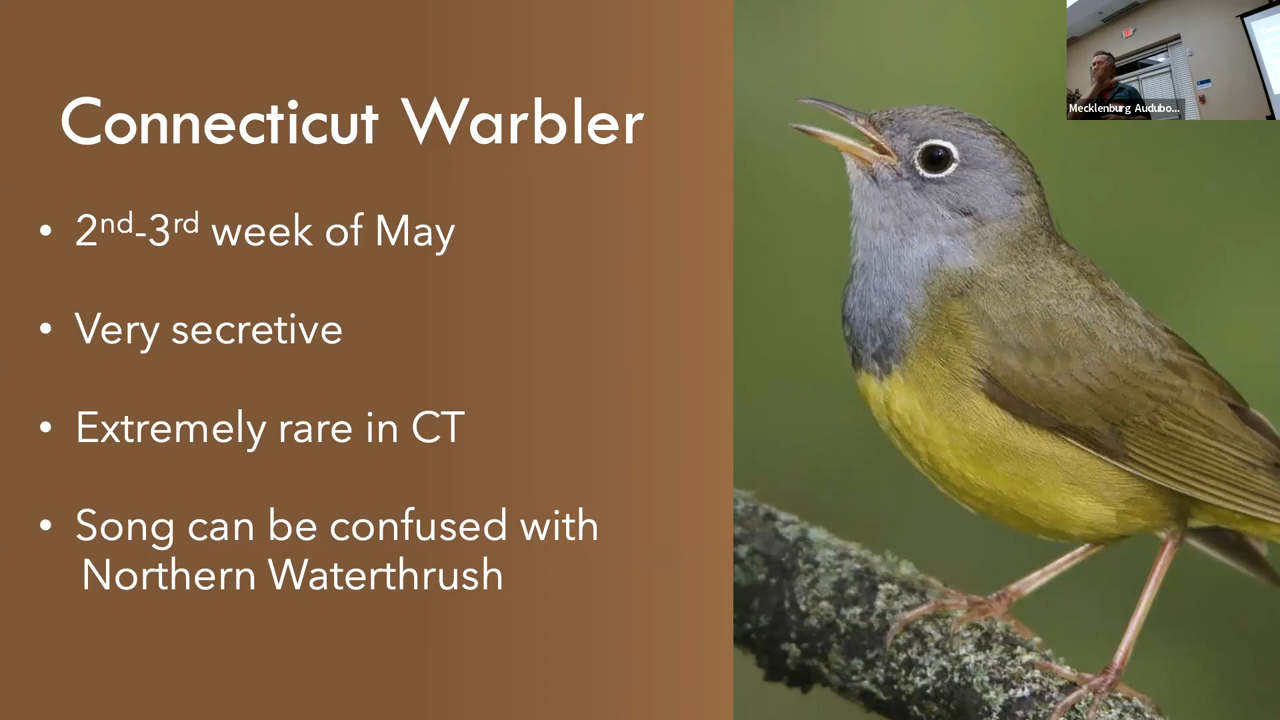 Connecticut Warbler
• 2nd-3rd week of May
• Very secretive
• Extremely rare in CT
• Song can be confused with
Northern Waterthrush
Mecklenburg Audubo...